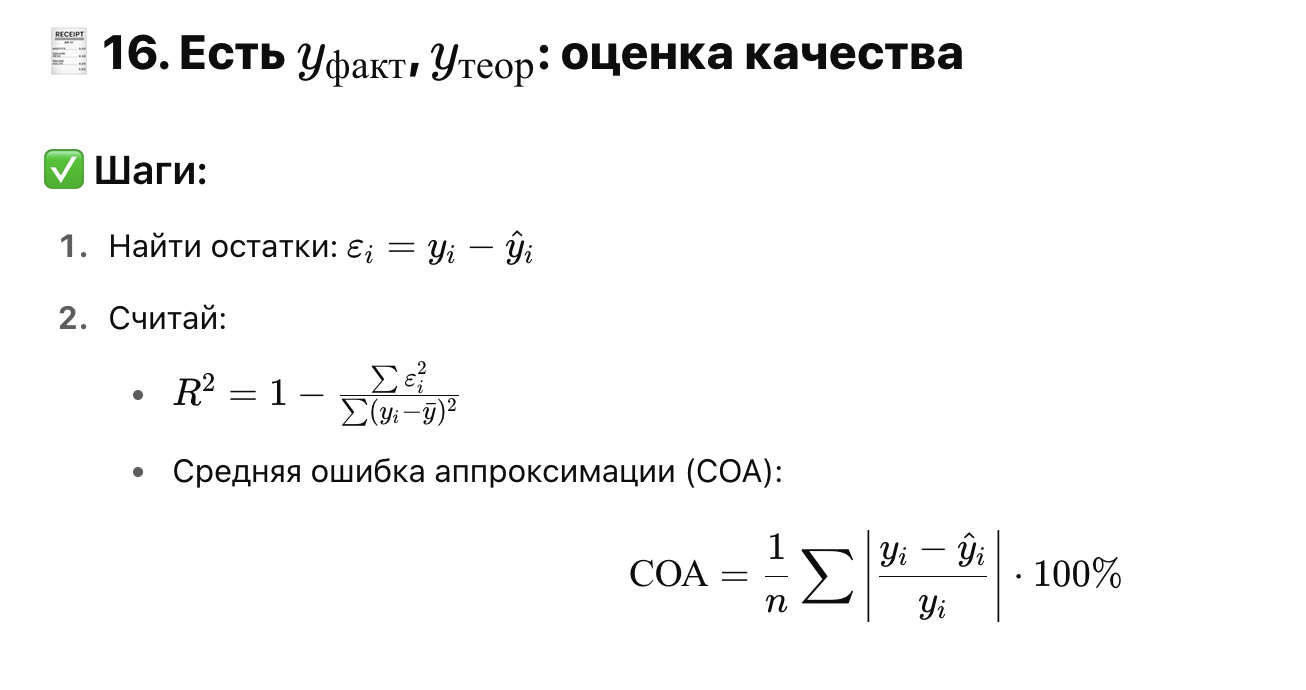 🧾 16. Есть $y_{\text{факт}}, y_{\text{теор}}$: оценка качества
✅ Шаги:
1. Найти остатки: $\varepsilon_i = y_i - \hat{y}_i$
2. Считай:
• $R^2 = 1 - \frac{\sum \varepsilon_i^2}{\sum (y_i - \bar{y})^2}$
• Средняя ошибка аппроксимации (СОА):
$\text{СОА} = \frac{1}{n} \sum \left| \frac{y_i - \hat{y}_i}{y_i} \right| \cdot 100\%$